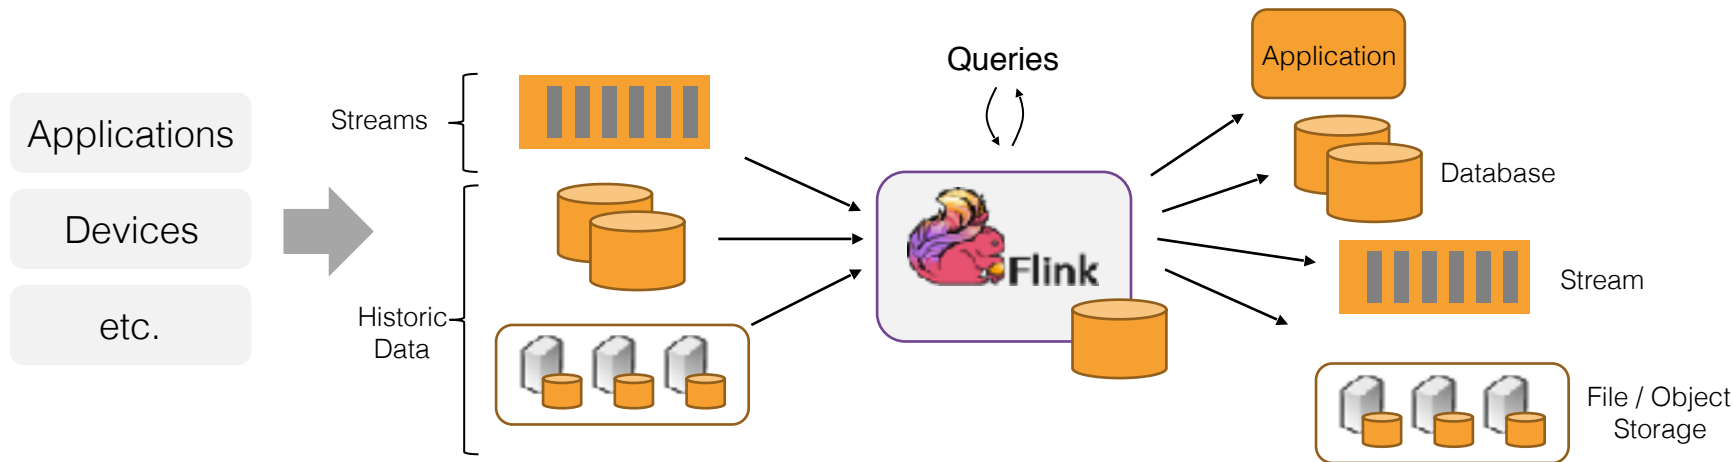 Applications
Devices
etc.
Streams
Historic
Data
Queries
Flink
Application
Database
Stream
File / Object
Storage